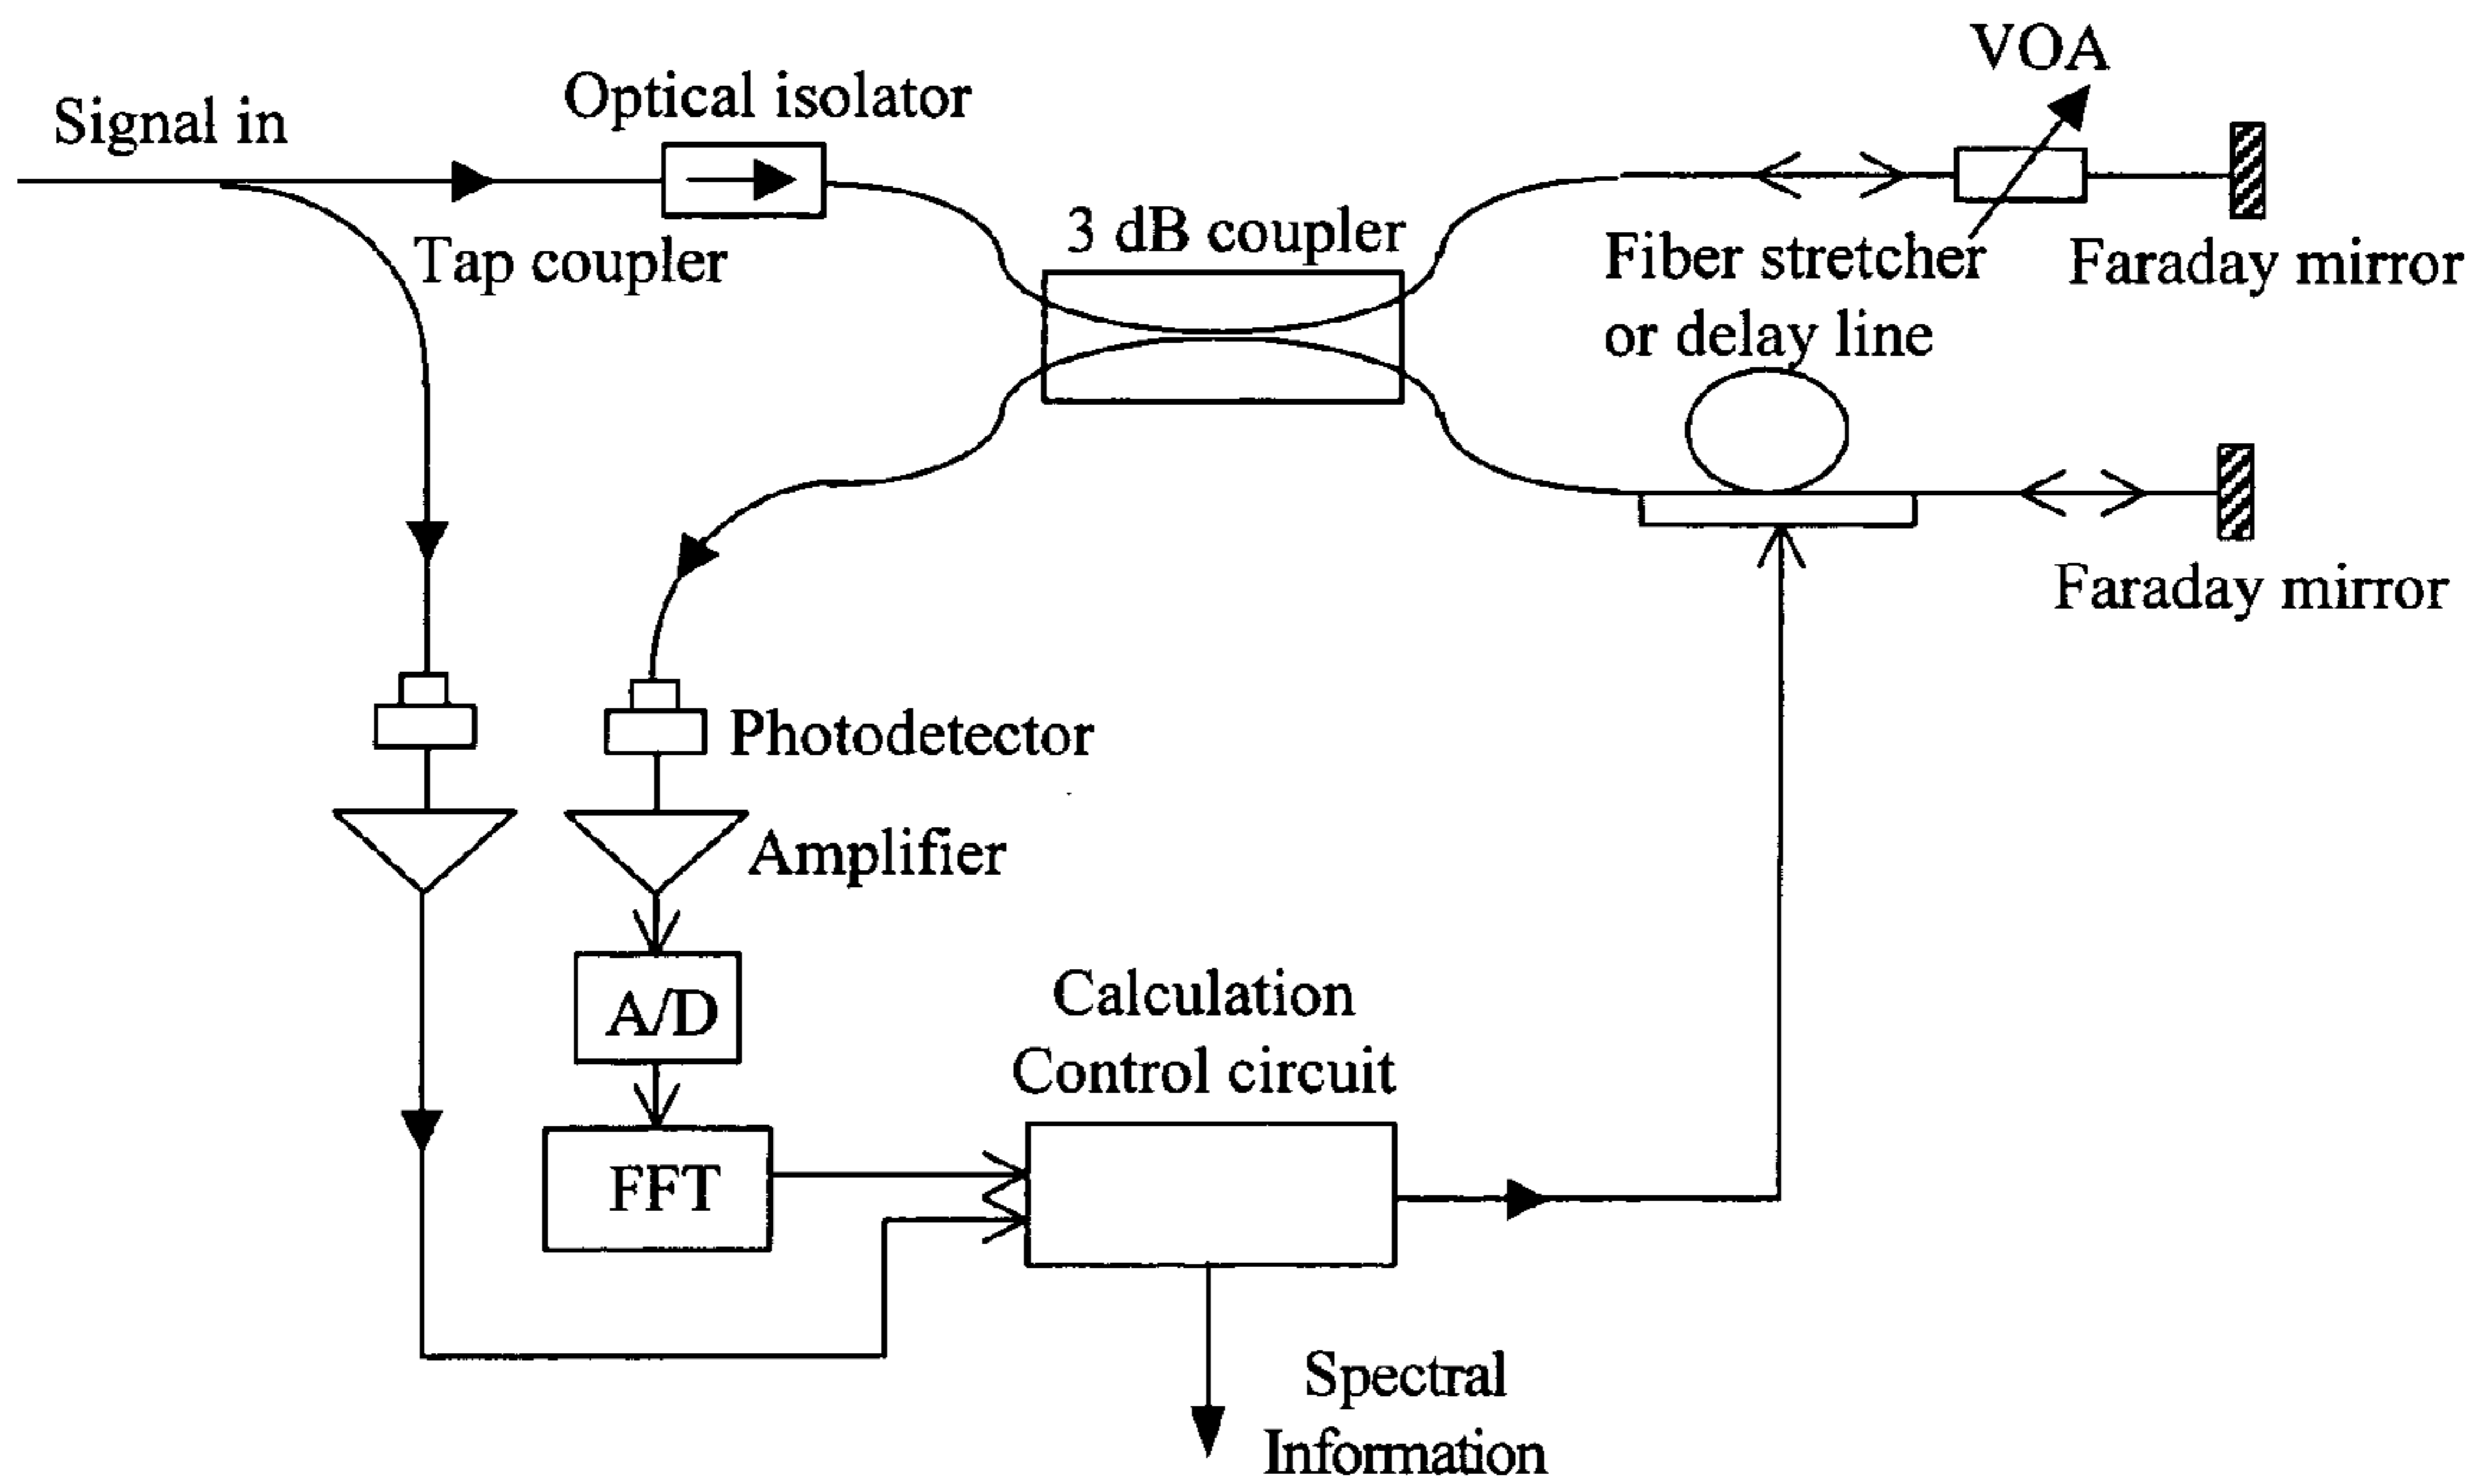 VOA
Signal in
Optical isolator
Tap coupler
3 dB coupler
Fiber stretcher
or delay line
Faraday mirror
Faraday mirror
Photodetector
Amplifier
A/D
FFT
Calculation
Control circuit
Spectral
Information